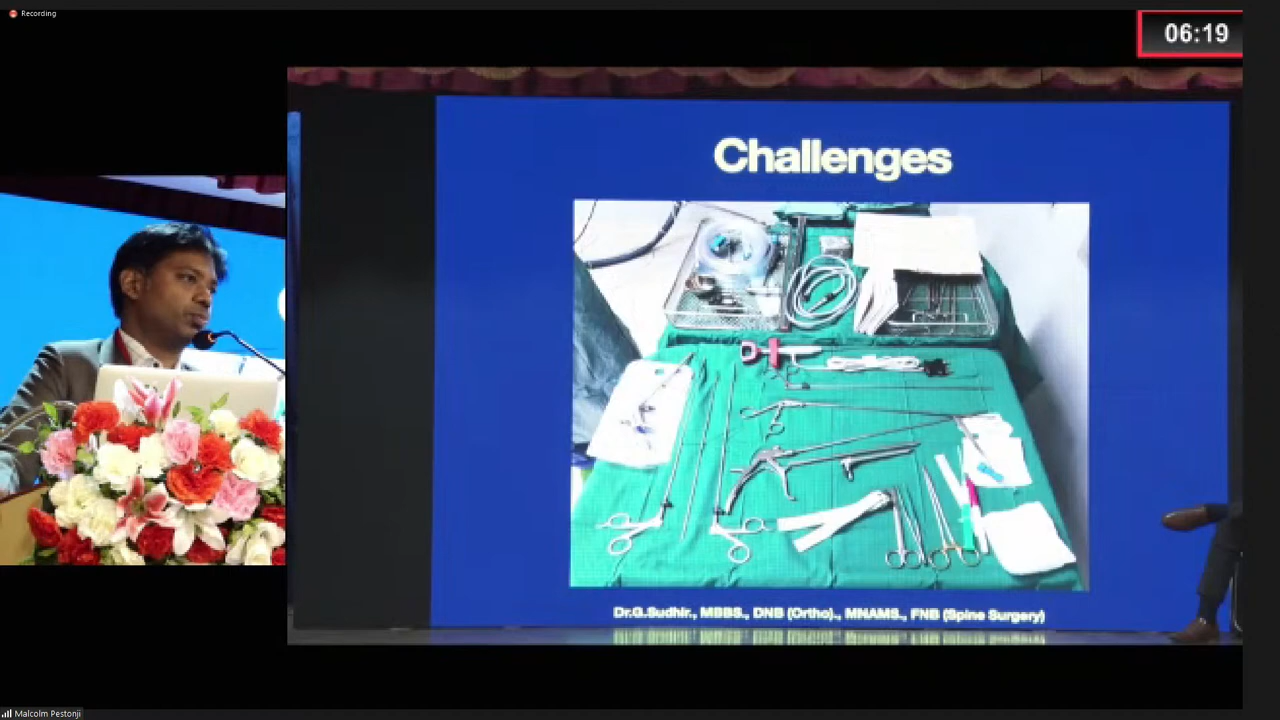 Recording
06:19
Challenges
Dr.G.Sudhir., MBBS., DNB (Ortho)., MNAMS., FNB (Spine Surgery)
Malcolm Pestonji